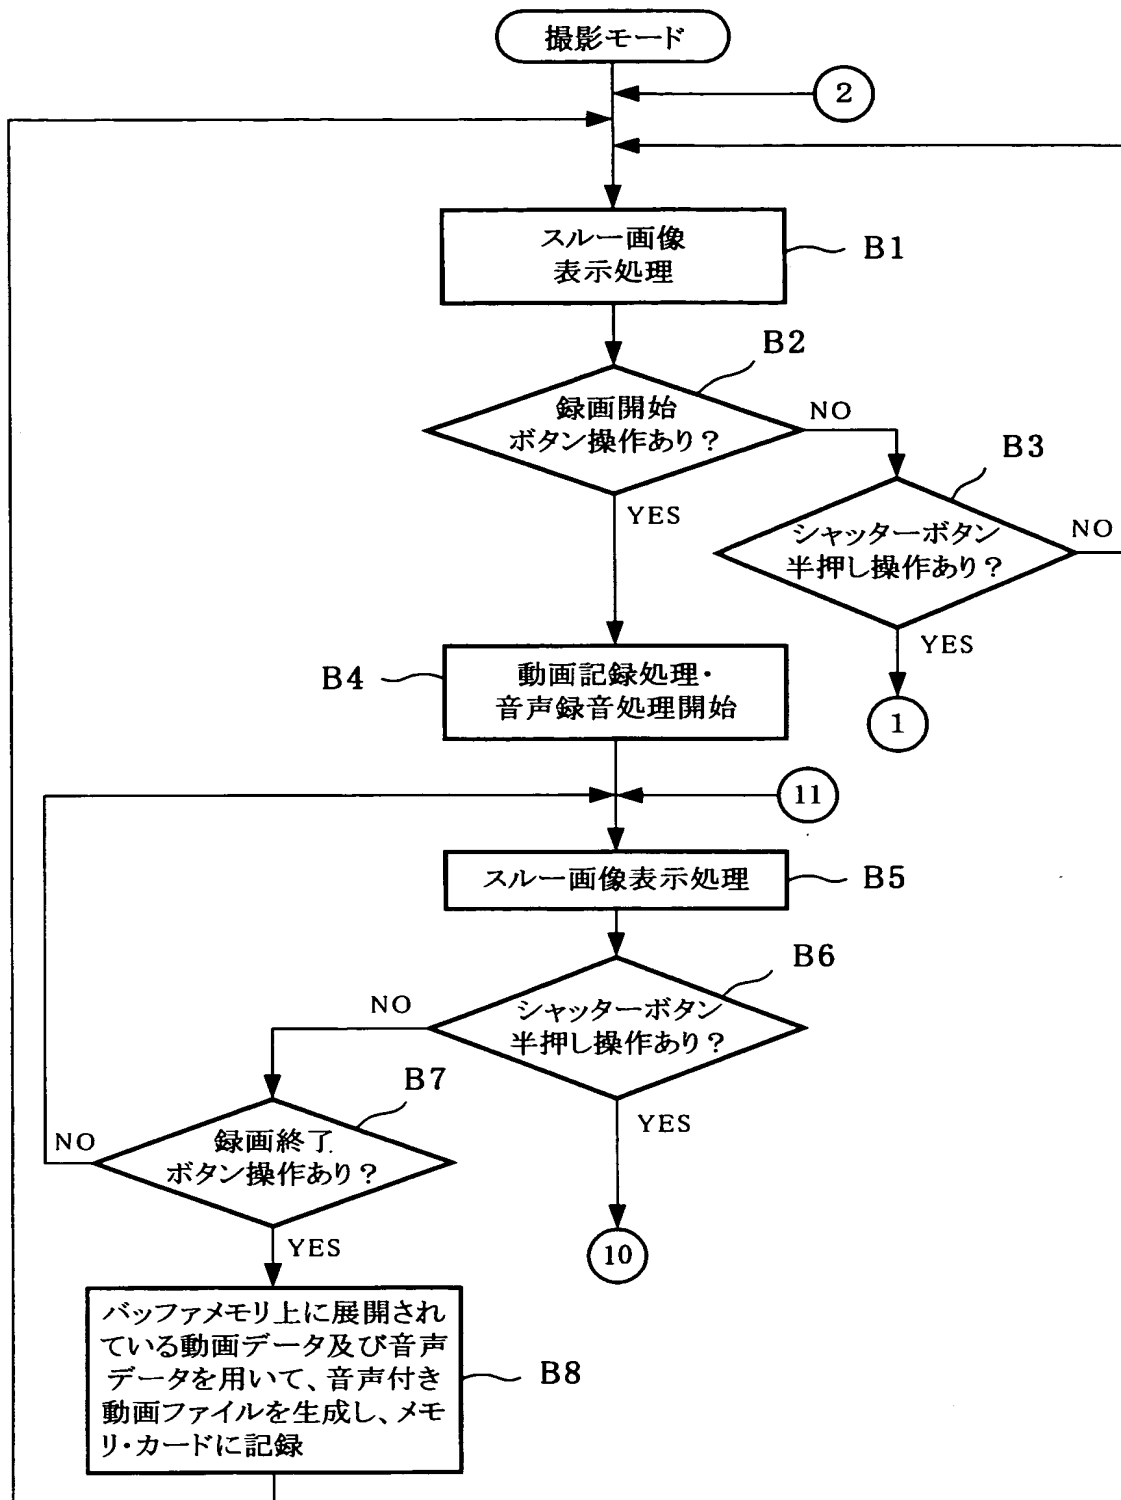 撮影モード
2
スルー画像
表示処理
B1
B2
録画開始
ボタン操作あり？
NO
YES
B3
シャッターボタン
半押し操作あり？
NO
YES
1
B4
動画記録処理・
音声録音処理開始
11
スルー画像表示処理
B5
B6
シャッターボタン
半押し操作あり？
NO
YES
10
B7
録画終了
ボタン操作あり？
NO
YES
バッファメモリ上に展開され
ている動画データ及び音声
データを用いて、音声付き
動画ファイルを生成し、メモ
リ・カードに記録
B8